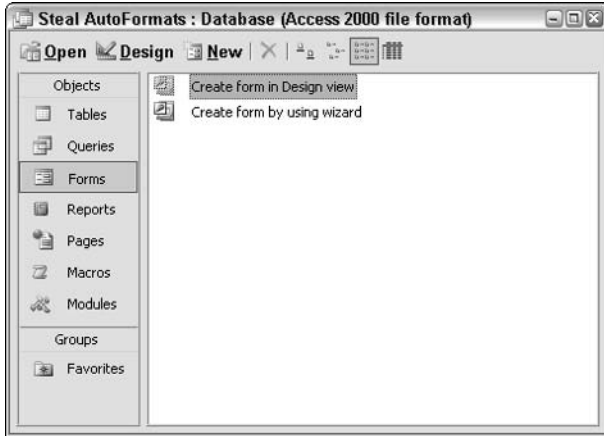 Steal AutoFormats : Database (Access 2000 file format)
Open Design New
Objects
Tables
Queries
Forms
Reports
Pages
Macros
Modules
Groups
Favorites
Create form in Design view
Create form by using wizard